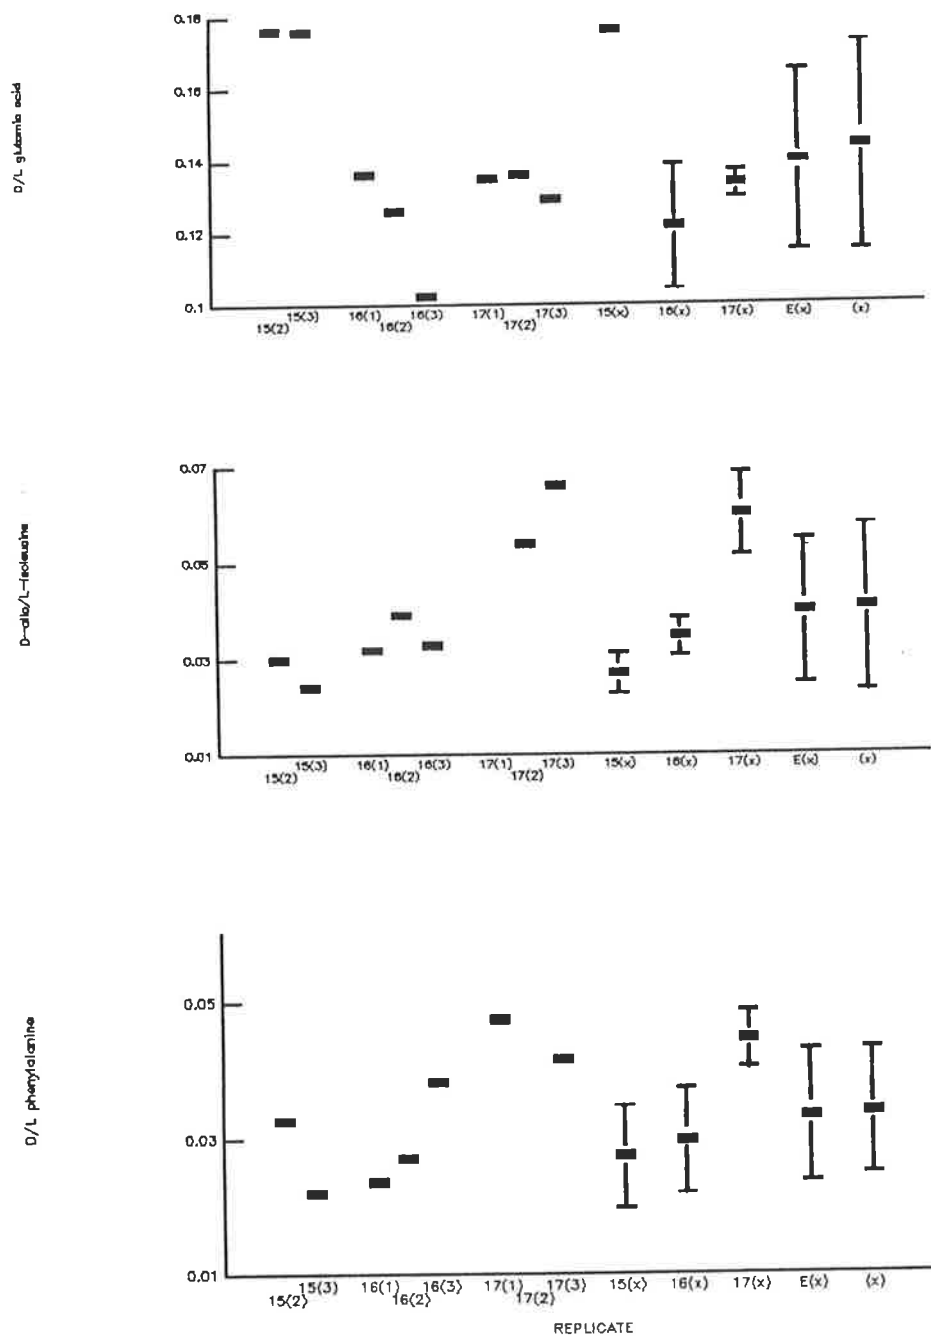 D/L glutamic acid
0.18
0.16
0.14
0.12
0.1
15(2) 15(3) 16(1) 16(2) 16(3) 17(1) 17(2) 17(3) 15(x) 16(x) 17(x) E(x) (x)
D-allo/L-isoleucine
0.07
0.05
0.03
0.01
15(2) 15(3) 16(1) 16(2) 16(3) 17(1) 17(2) 17(3) 15(x) 16(x) 17(x) E(x) (x)
D/L phenylalanine
0.05
0.03
0.01
15(2) 15(3) 16(1) 16(2) 16(3) 17(1) 17(2) 17(3) 15(x) 16(x) 17(x) E(x) (x)
REPLICATE